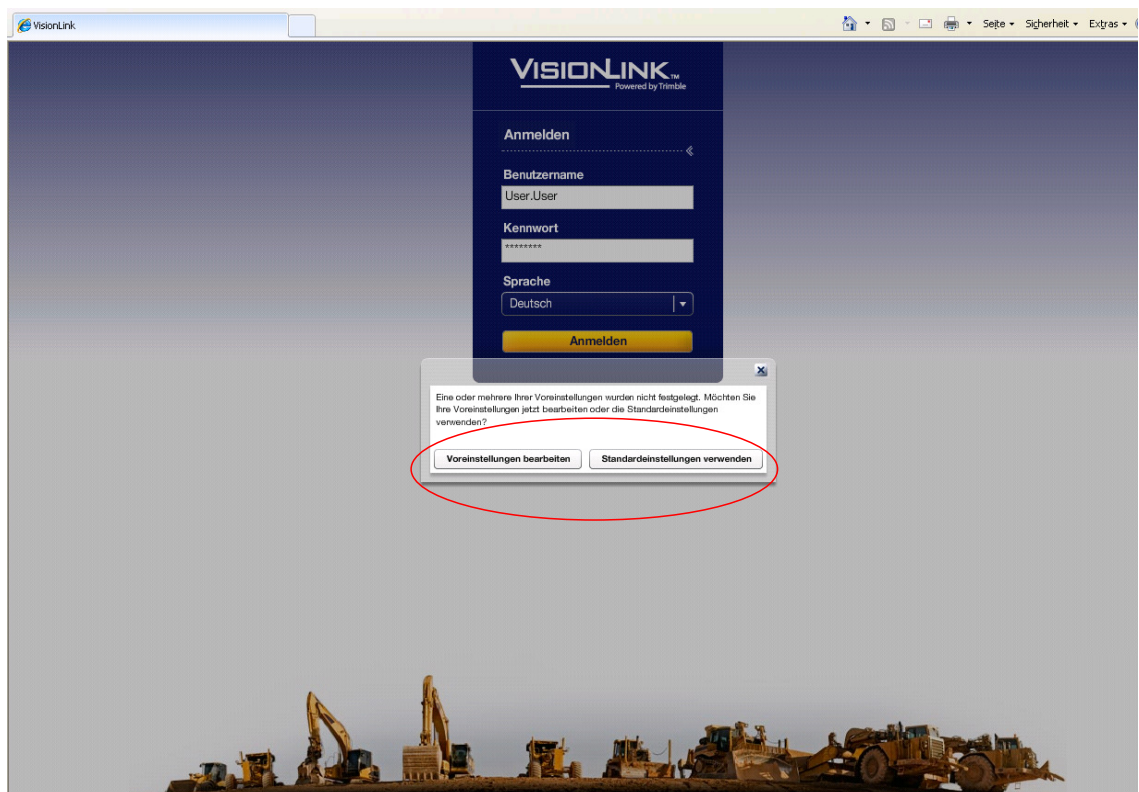 VisionLink
Seite
Sicherheit
Extras
VISIONLINK™
Powered by Trimble
Anmelden
Benutzername
User.User
Kennwort
********
Sprache
Deutsch
Anmelden
Eine oder mehrere Ihrer Voreinstellungen wurden nicht festgelegt. Möchten Sie
Ihre Voreinstellungen jetzt bearbeiten oder die Standardeinstellungen
verwenden?
Voreinstellungen bearbeiten
Standardeinstellungen verwenden